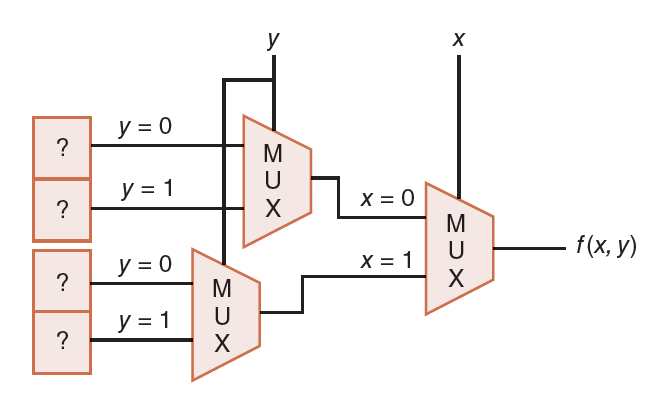 y
x
?
y = 0
M
U
X
?
y = 1
x = 0
M
U
X
f(x, y)
x = 1
?
y = 0
M
U
X
?
y = 1